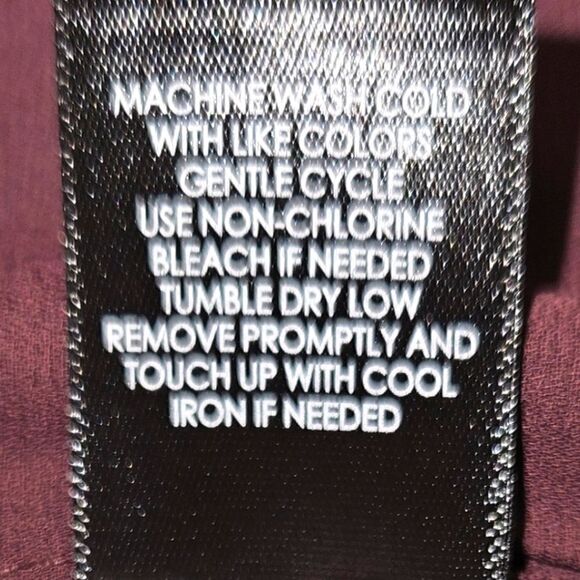 MACHINE WASH COLD
WITH LIKE COLORS
GENTLE CYCLE
USE NON-CHLORINE
BLEACH IF NEEDED
TUMBLE DRY LOW
REMOVE PROMPTLY AND
TOUCH UP WITH COOL
IRON IF NEEDED